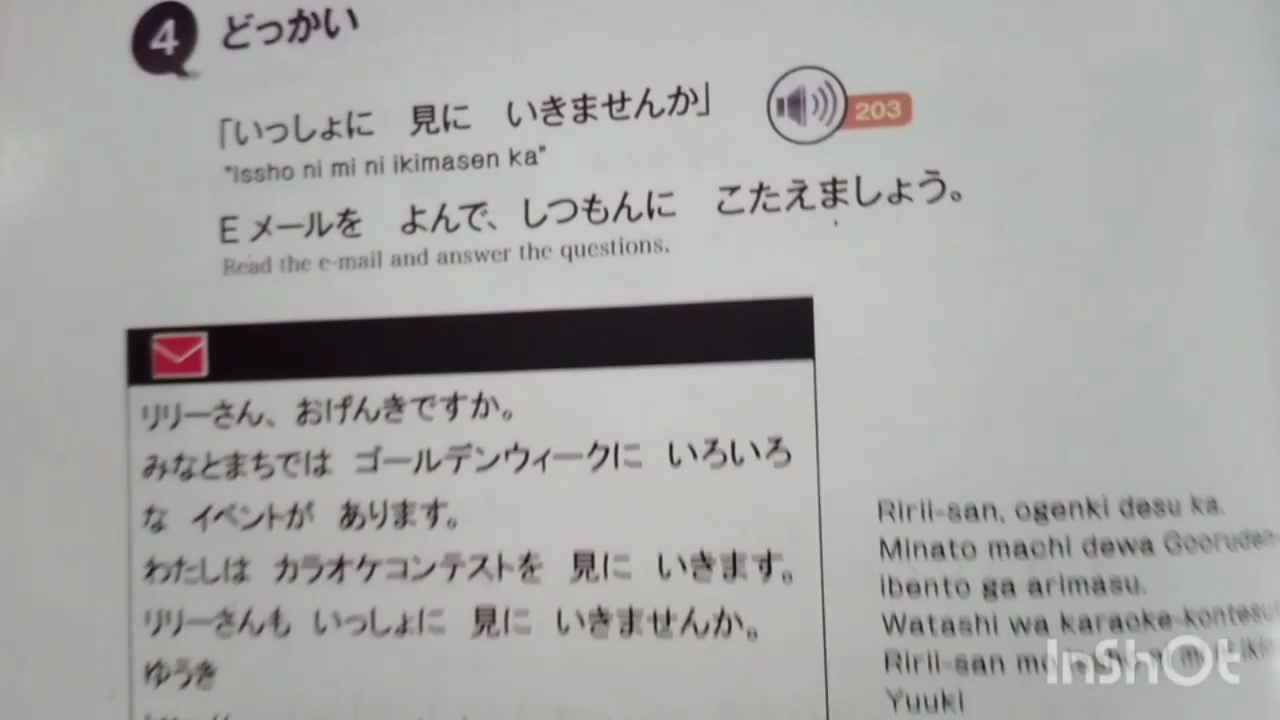 4 どっかい
「いっしょに 見に いきませんか」
203
"Issho ni mi ni ikimasen ka"
Eメールを よんで、しつもんに こたえましょう。
Read the e-mail and answer the questions.
リリーさん、おげんきですか。
みなとまちでは ゴールデンウィークに いろいろ
な イベントが あります。
わたしは カラオケコンテストを 見に いきます。
リリーさんも いっしょに 見に いきませんか。
ゆうき
Ririi-san, ogenki desu ka.
Minato machi dewa Gooruden-
ibento ga arimasu.
Watashi wa karaoke-kontesu
Ririi-san mo
Yuuki
InShOt